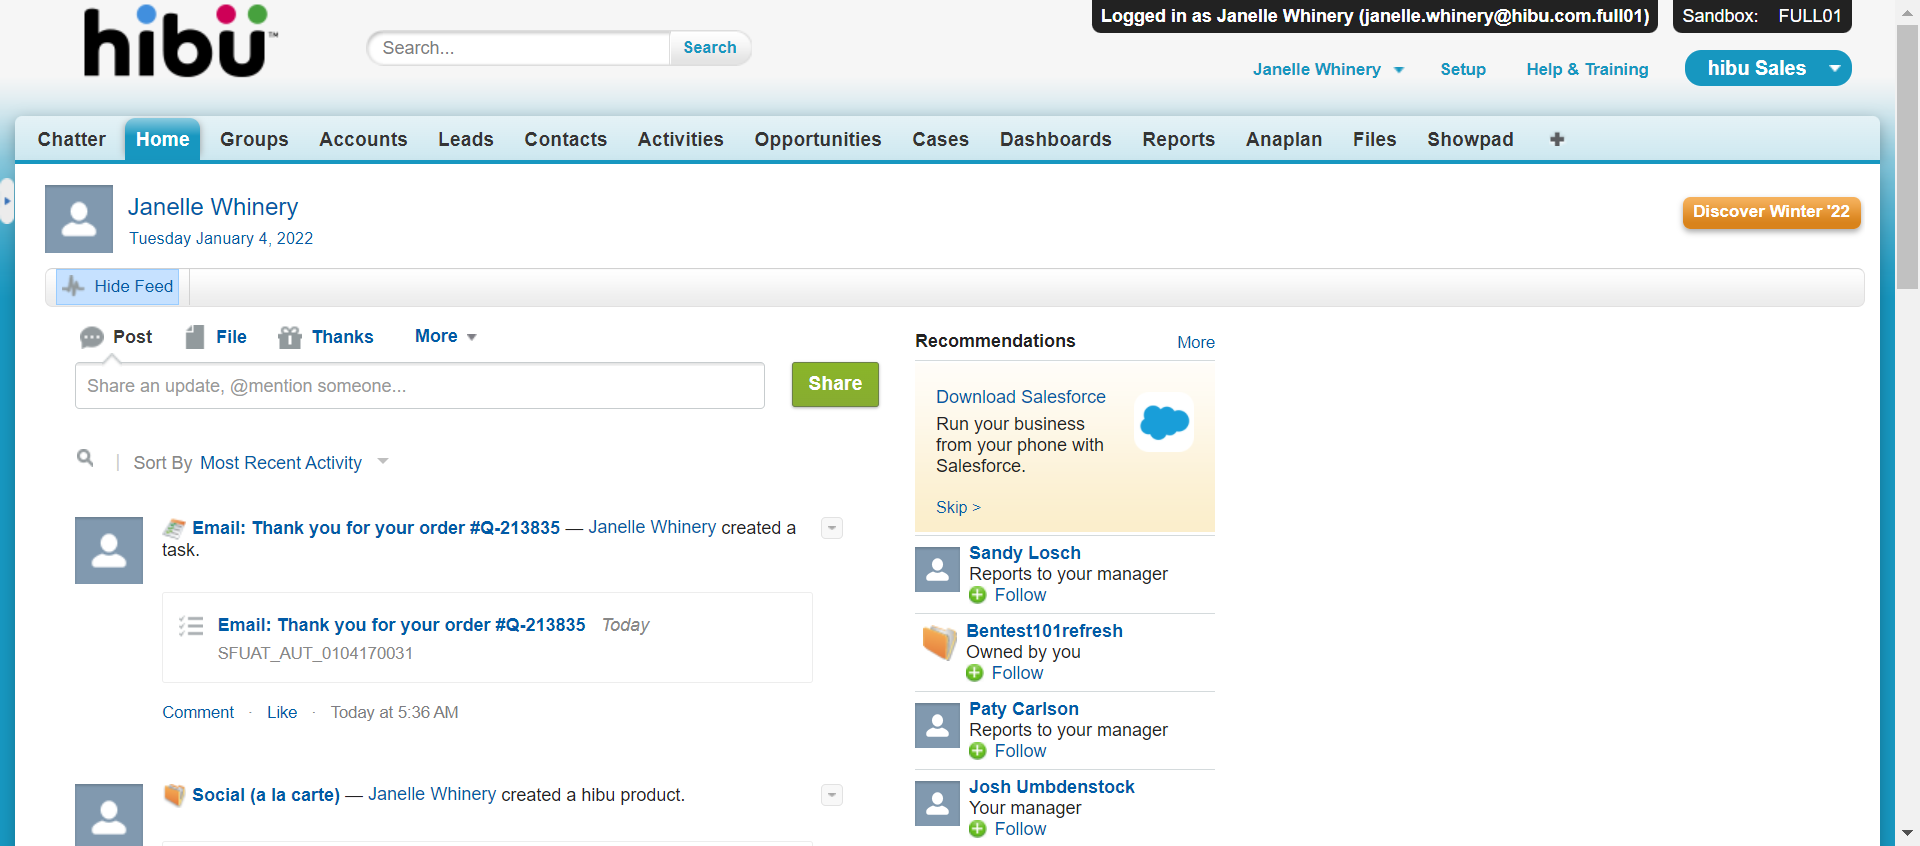 Logged in as Janelle Whinery (janelle.whinery@hibu.com.full01)
Sandbox: FULL01
hibu™
Search...
Search
Janelle Whinery
Setup
Help & Training
hibu Sales
Chatter Home Groups Accounts Leads Contacts Activities Opportunities Cases Dashboards Reports Anaplan Files Showpad
Janelle Whinery
Tuesday January 4, 2022
Discover Winter '22
Hide Feed
Post File Thanks More
Share an update, @mention someone...
Share
Sort By Most Recent Activity
Email: Thank you for your order #Q-213835 — Janelle Whinery created a
task.
Email: Thank you for your order #Q-213835 Today
SFUAT_AUT_0104170031
Comment · Like · Today at 5:36 AM
Social (a la carte) — Janelle Whinery created a hibu product.
Recommendations More
Download Salesforce
Run your business
from your phone with
Salesforce.
Skip >
Sandy Losch
Reports to your manager
Follow
Bentest101refresh
Owned by you
Follow
Paty Carlson
Reports to your manager
Follow
Josh Umbdenstock
Your manager
Follow